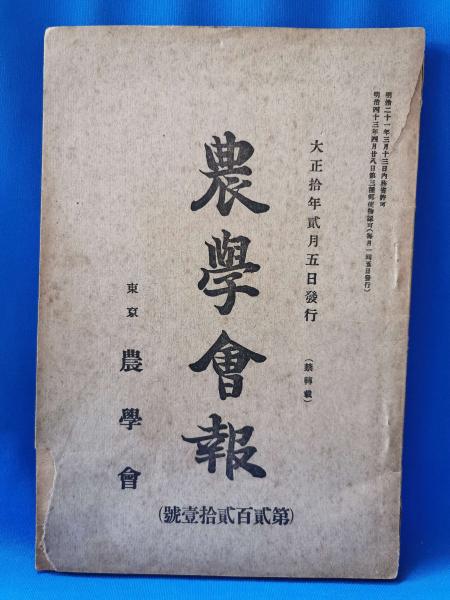 明治二十一年三月十三日內務省許可
明治四十三年四月廿八日第三種郵便物認可(每月一回五日發行)
大正拾年貳月五日發行
(禁轉載)
農學會報
(第貳百貳拾壹號)
東京 農學會